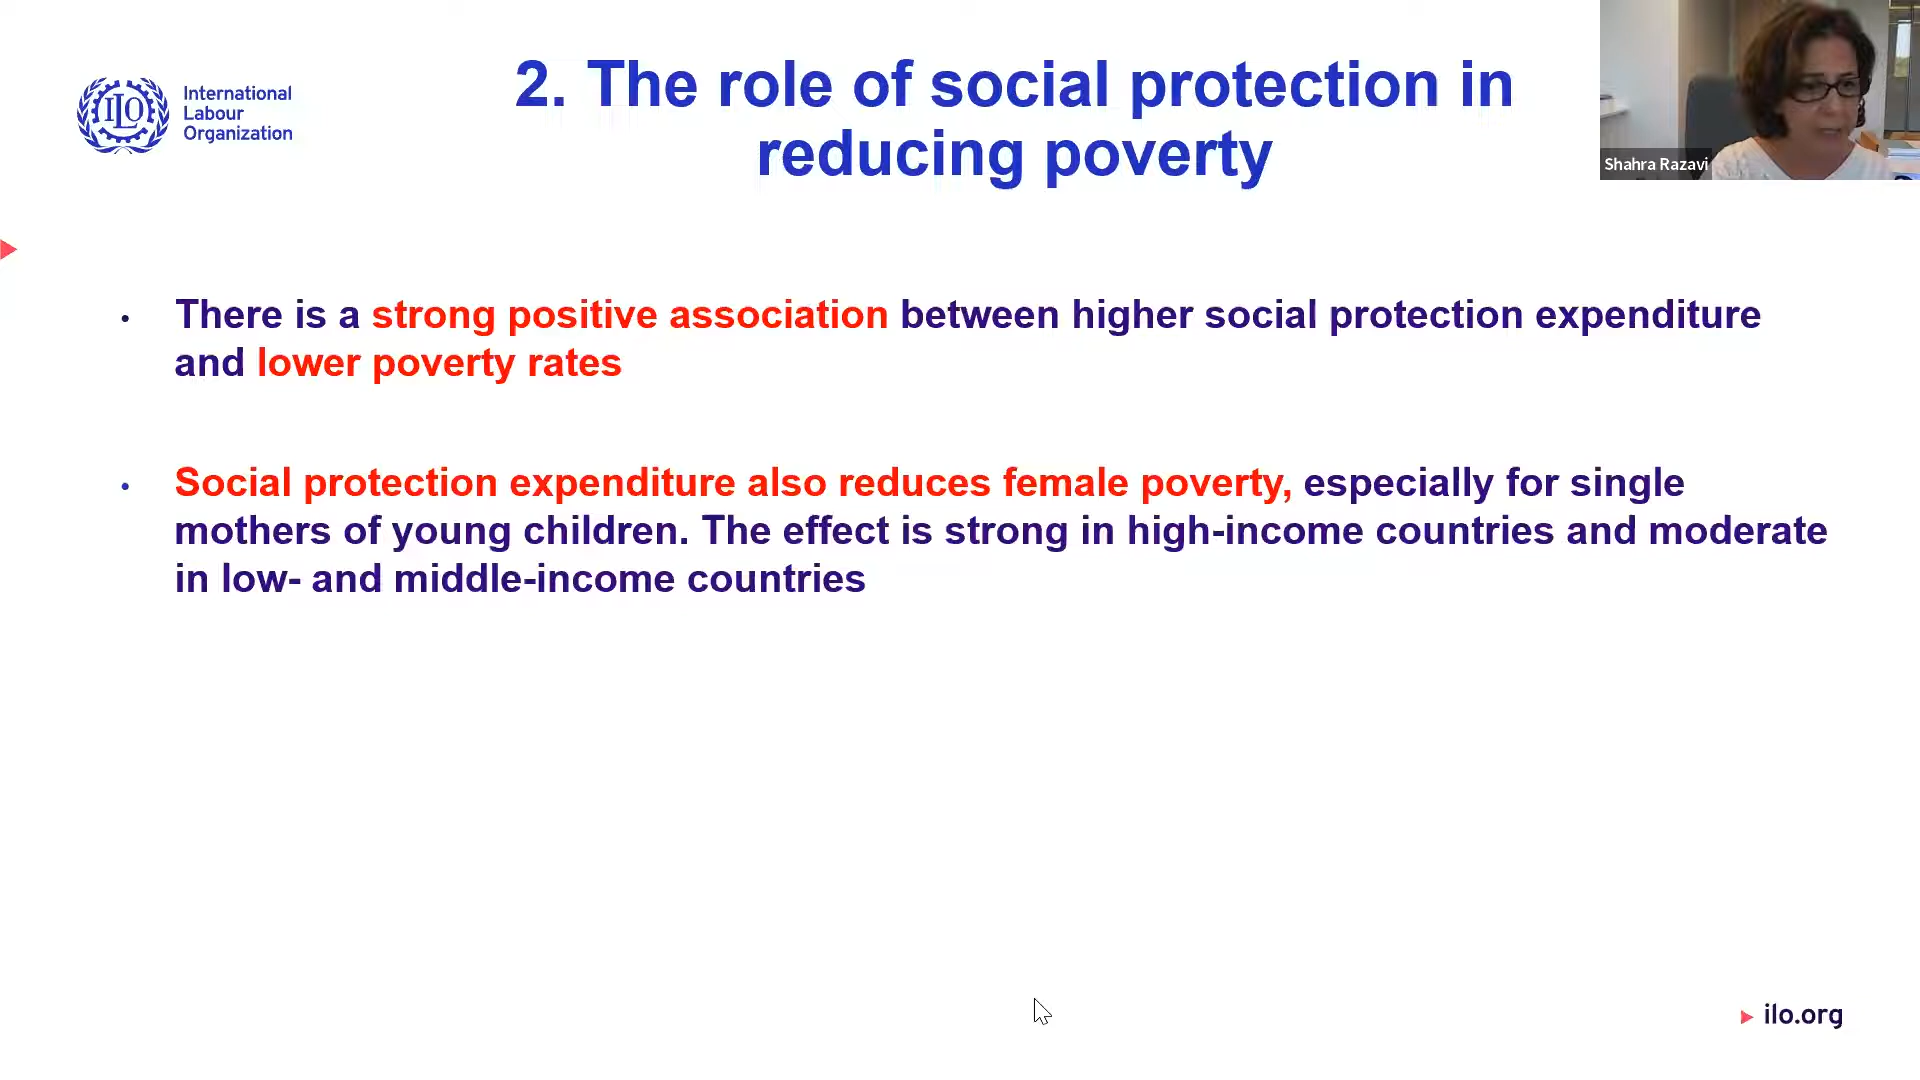 International
Labour
Organization
ILO
2. The role of social protection in
reducing poverty
Shahra Razavi
• There is a strong positive association between higher social protection expenditure
and lower poverty rates
• Social protection expenditure also reduces female poverty, especially for single
mothers of young children. The effect is strong in high-income countries and moderate
in low- and middle-income countries
ilo.org